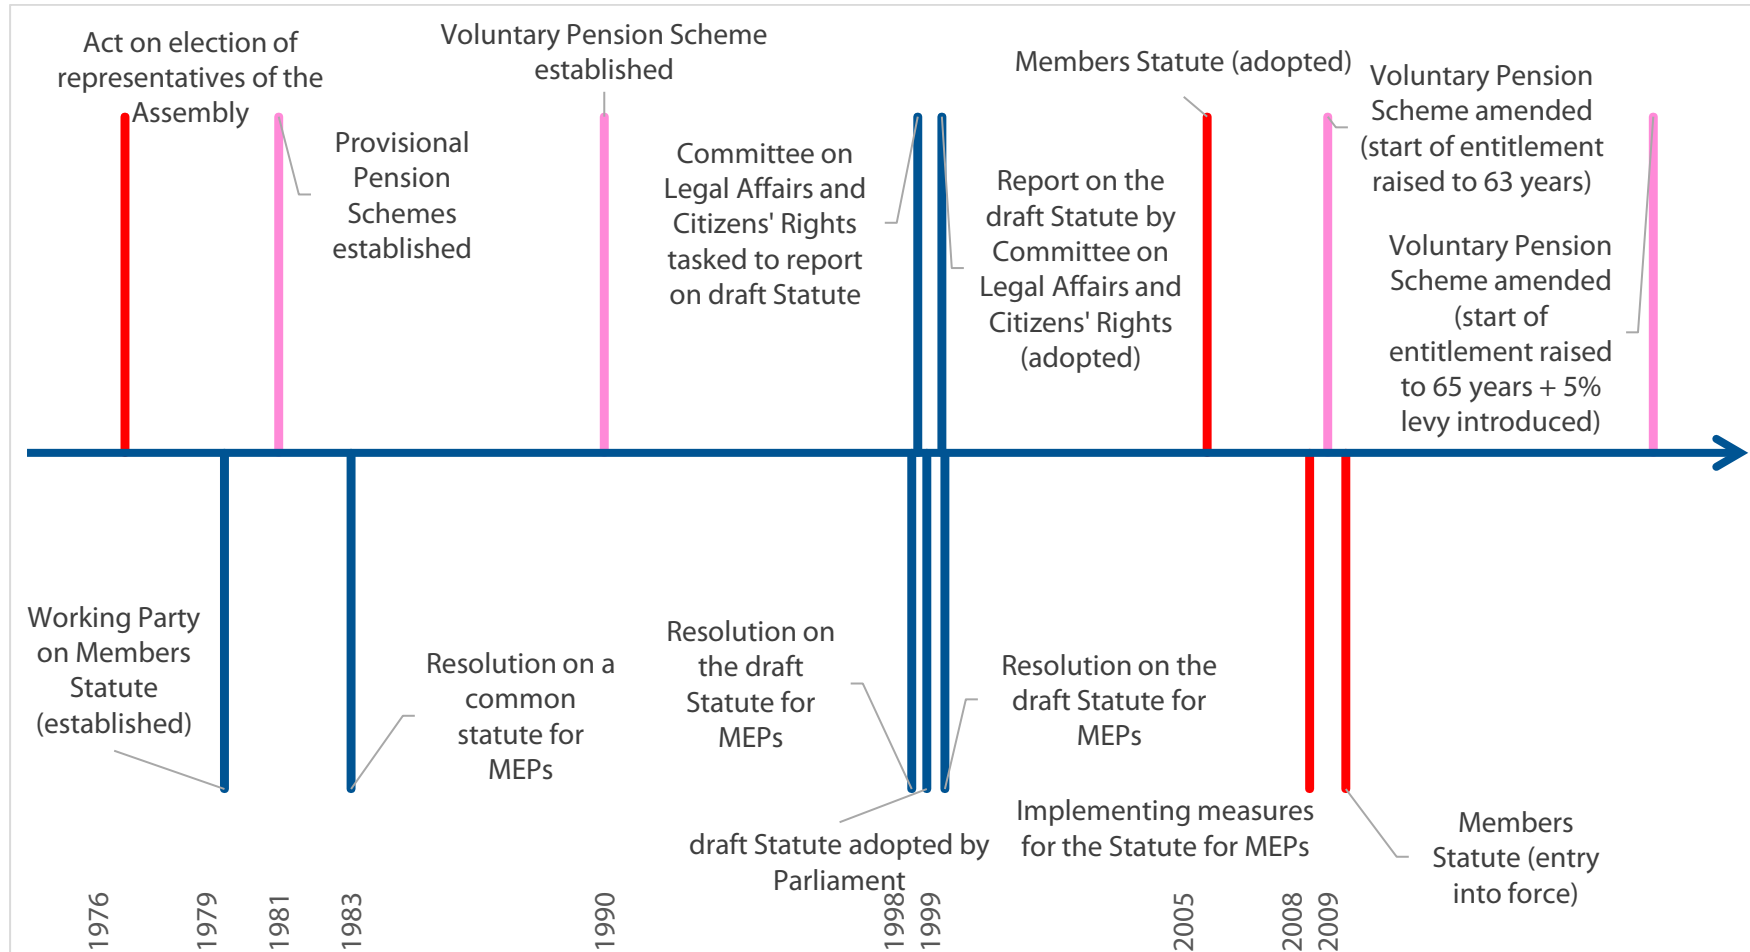 Act on election of
representatives of the
Assembly
Provisional
Pension
Schemes
established
Voluntary Pension Scheme
established
Committee on
Legal Affairs and
Citizens' Rights
tasked to report
on draft Statute
Report on the
draft Statute by
Committee on
Legal Affairs and
Citizens' Rights
(adopted)
Members Statute (adopted)
Voluntary Pension
Scheme amended
(start of entitlement
raised to 63 years)
Voluntary Pension
Scheme amended
(start of
entitlement raised
to 65 years + 5%
levy introduced)
Working Party
on Members
Statute
(established)
Resolution on a
common
statute for
MEPs
Resolution on
the draft
Statute for
MEPs
draft Statute adopted by
Parliament
Resolution on the
draft Statute for
MEPs
Implementing measures
for the Statute for MEPs
Members
Statute (entry
into force)
1976
1979
1981
1983
1990
1998
1999
2005
2008
2009